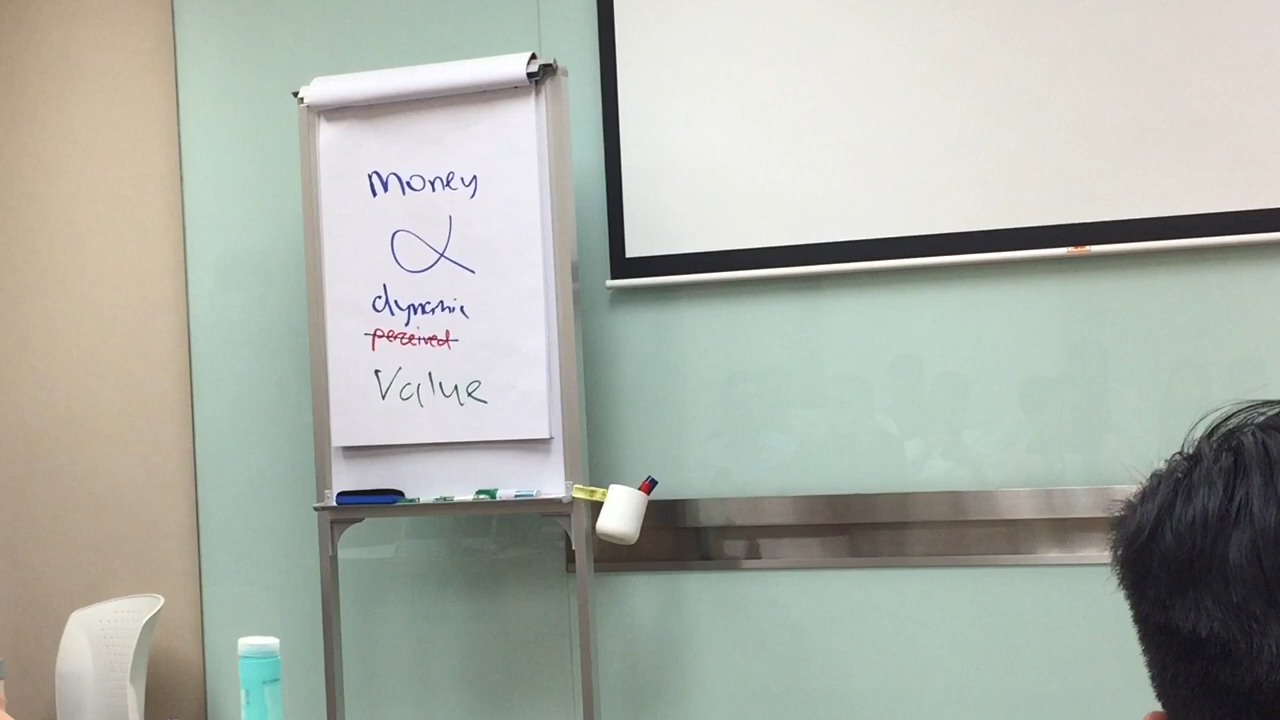 money
∝
dynamic
perceived
Value